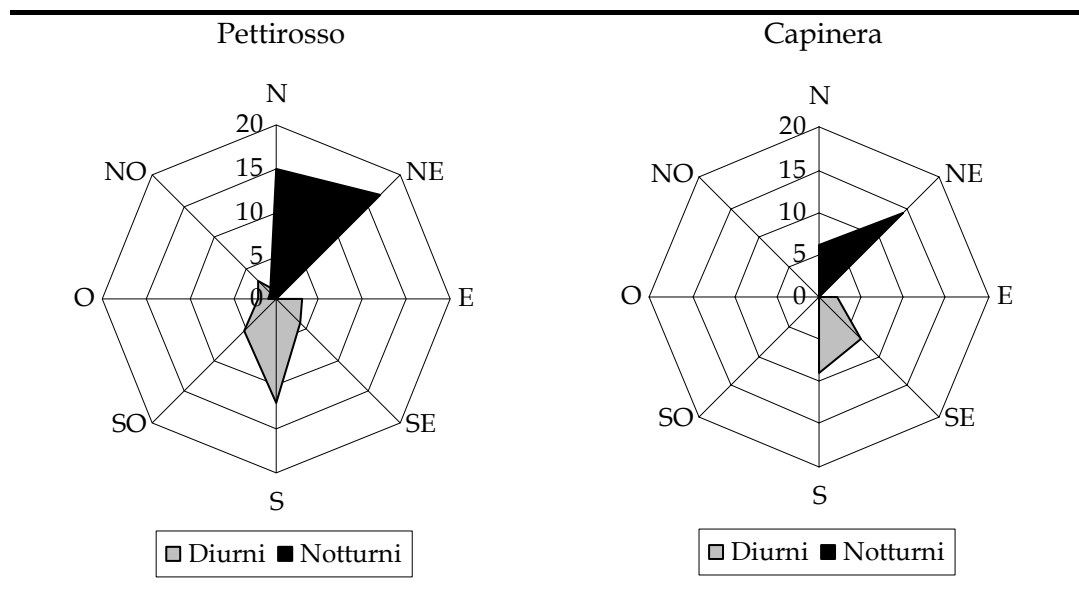 Pettirosso
N
20
15
10
5
0
NO
NE
O
E
SO
SE
S
Diurni Notturni
Capinera
N
20
15
10
5
0
NO
NE
O
E
SO
SE
S
Diurni Notturni